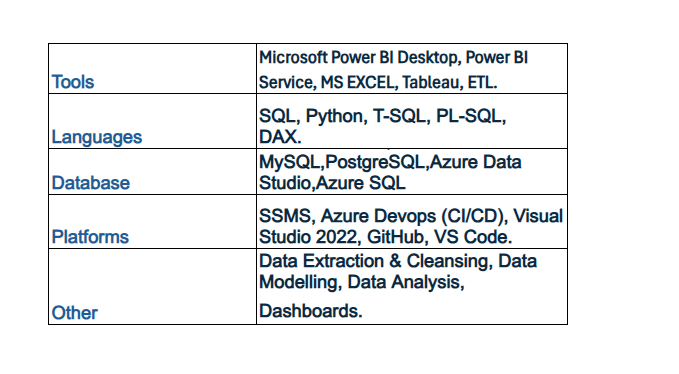 Microsoft Power BI Desktop, Power BI
Tools
Service, MS EXCEL, Tableau, ETL.
SQL, Python, T-SQL, PL-SQL,
Languages
DAX.
MySQL,PostgreSQL,Azure Data
Database
Studio,Azure SQL
SSMS, Azure Devops (CI/CD), Visual
Platforms
Studio 2022, GitHub, VS Code.
Data Extraction & Cleansing, Data
Modelling, Data Analysis,
Other
Dashboards.